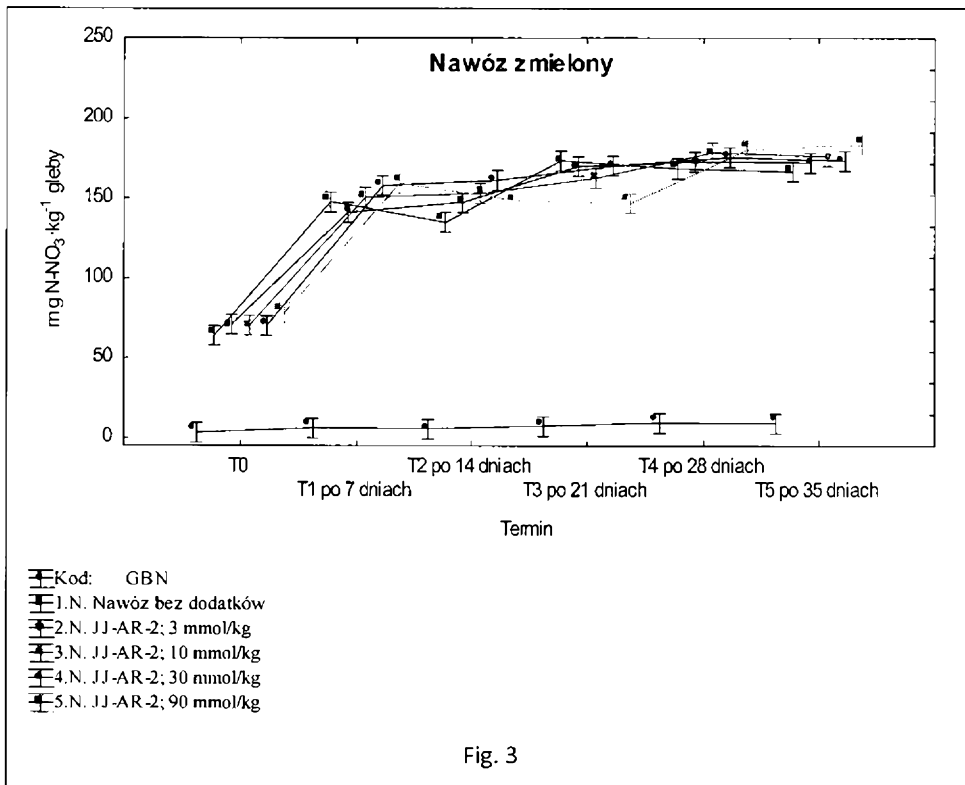 Nawóz zmielony
mg N-NO₃·kg⁻¹ gleby
250
200
150
100
50
0
T0
T1 po 7 dniach
T2 po 14 dniach
T3 po 21 dniach
T4 po 28 dniach
T5 po 35 dniach
Termin
Kod: GBN
1.N. Nawóz bez dodatków
2.N. JJ-AR-2; 3 mmol/kg
3.N. JJ-AR-2; 10 mmol/kg
4.N. JJ-AR-2; 30 mmol/kg
5.N. JJ-AR-2; 90 mmol/kg
Fig. 3